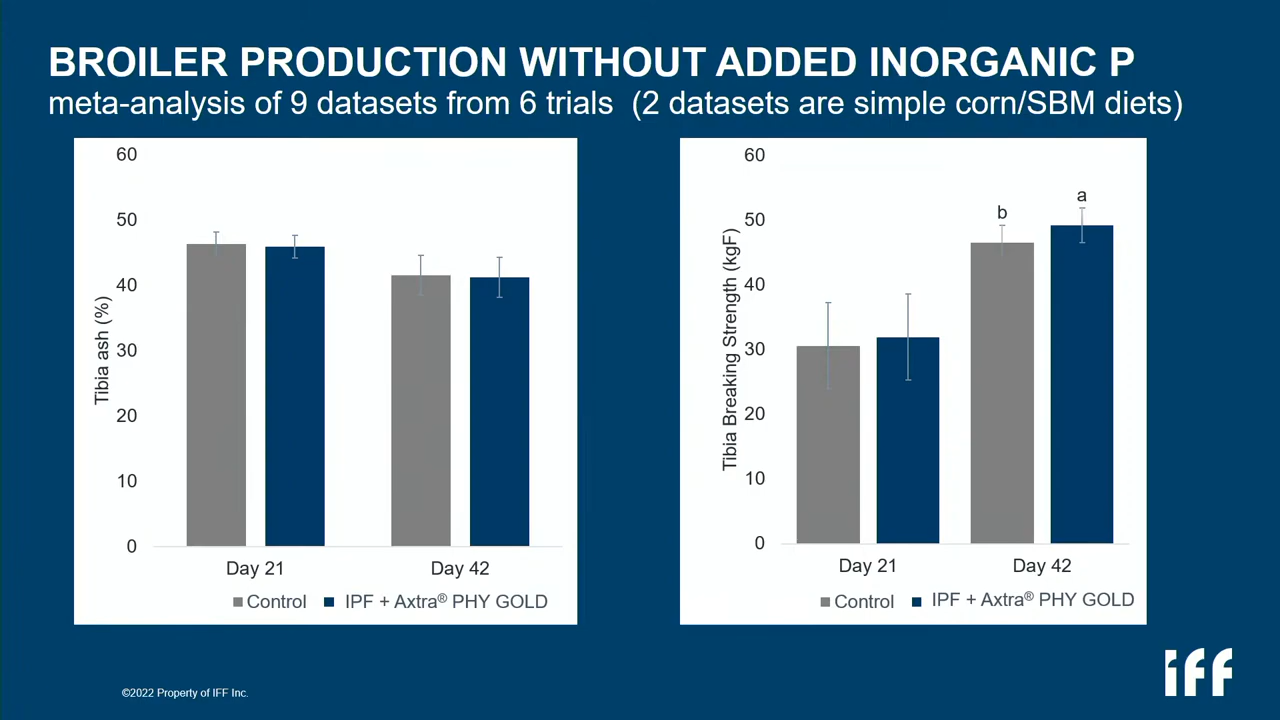 BROILER PRODUCTION WITHOUT ADDED INORGANIC P
meta-analysis of 9 datasets from 6 trials (2 datasets are simple corn/SBM diets)
60
50
40
30
20
10
0
Tibia ash (%)
Day 21
Day 42
Control
IPF + Axtra® PHY GOLD
60
50
40
30
20
10
0
Tibia Breaking Strength (kgF)
b
a
Day 21
Day 42
Control
IPF + Axtra® PHY GOLD
©2022 Property of IFF Inc.
iff